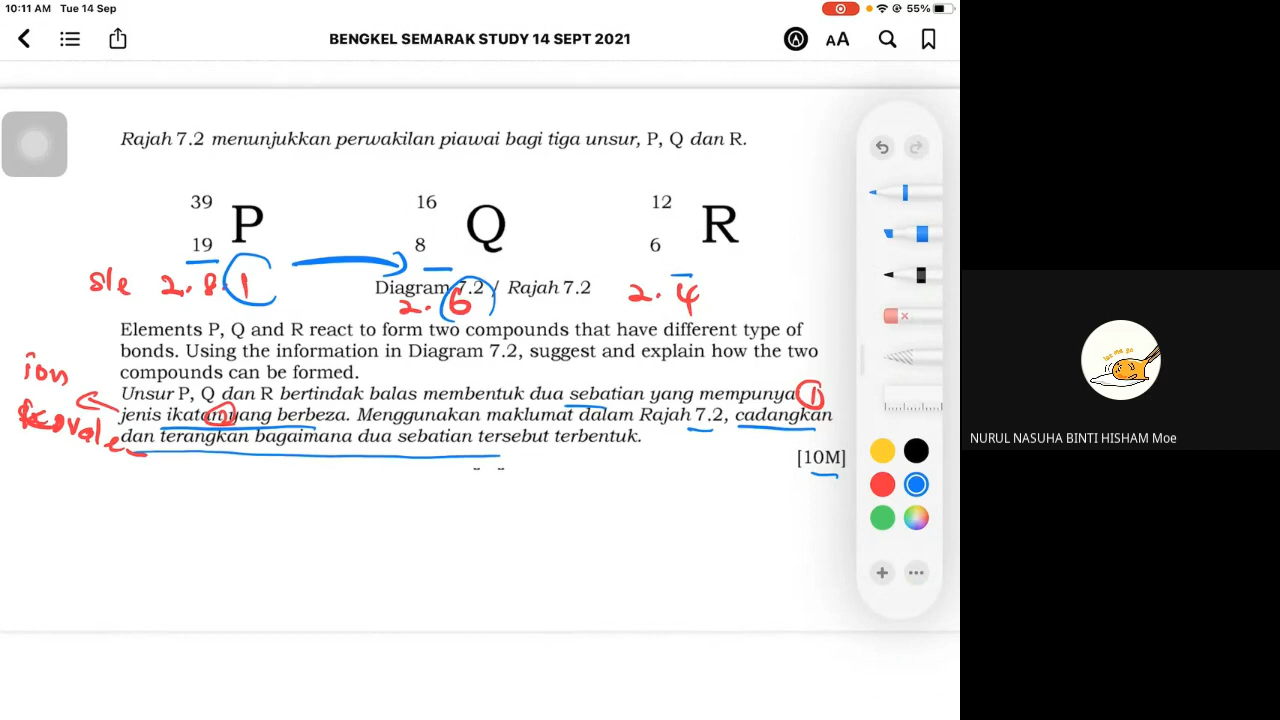 10:11 AM Tue 14 Sep
55%
BENGKEL SEMARAK STUDY 14 SEPT 2021
AA
Rajah 7.2 menunjukkan perwakilan piawai bagi tiga unsur, P, Q dan R.
39 16 12
P Q R
19 8 6
s/e 2.8.1
Diagram 7.2 / Rajah 7.2
2.6
2.4
Elements P, Q and R react to form two compounds that have different type of
bonds. Using the information in Diagram 7.2, suggest and explain how the two
compounds can be formed.
Unsur P, Q dan R bertindak balas membentuk dua sebatian yang mempunyai
jenis ikatan yang berbeza. Menggunakan maklumat dalam Rajah 7.2, cadangkan
dan terangkan bagaimana dua sebatian tersebut terbentuk.
[10M]
ion
1
NURUL NASUHA BINTI HISHAM Moe